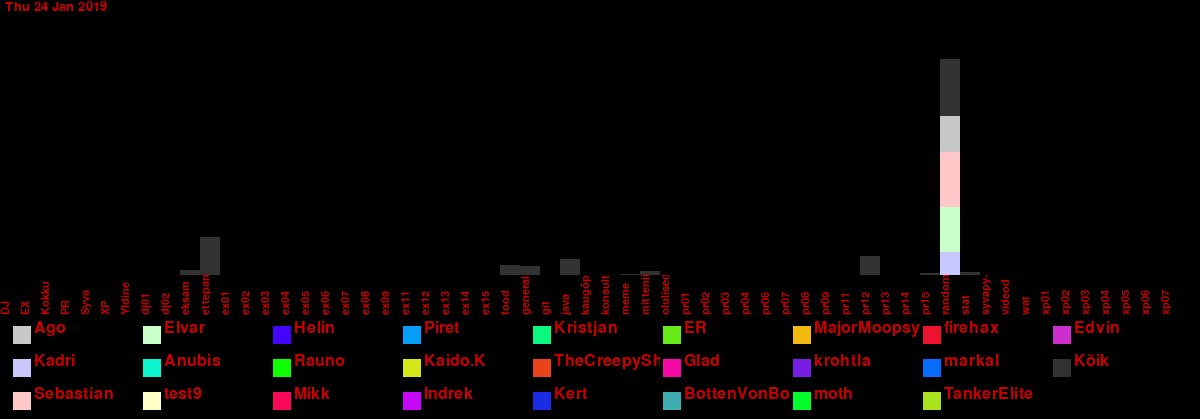 Thu 24 Jan 2019
DJ EX Kokku PR Syva XP Yldine dj01 dj02 eksam ettepan ex01 ex02 ex03 ex04 ex05 ex06 ex07 ex08 ex09 ex11 ex12 ex13 ex14 ex15 food general git java kaugõp konsult meme mitteniii olulised pr01 pr02 pr03 pr04 pr06 pr07 pr08 pr09 pr11 pr12 pr13 pr14 pr15 random stat syvapy- videod wat xp01 xp02 xp03 xp04 xp05 xp06 xp07
Ago Elvar Helin Piret Kristjan ER MajorMoopsy firehax Edvin
Kadri Anubis Rauno Kaido.K TheCreepySh Glad krohtla markal Kõik
Sebastian test9 Mikk Indrek Kert BottenVonBo moth TankerElite